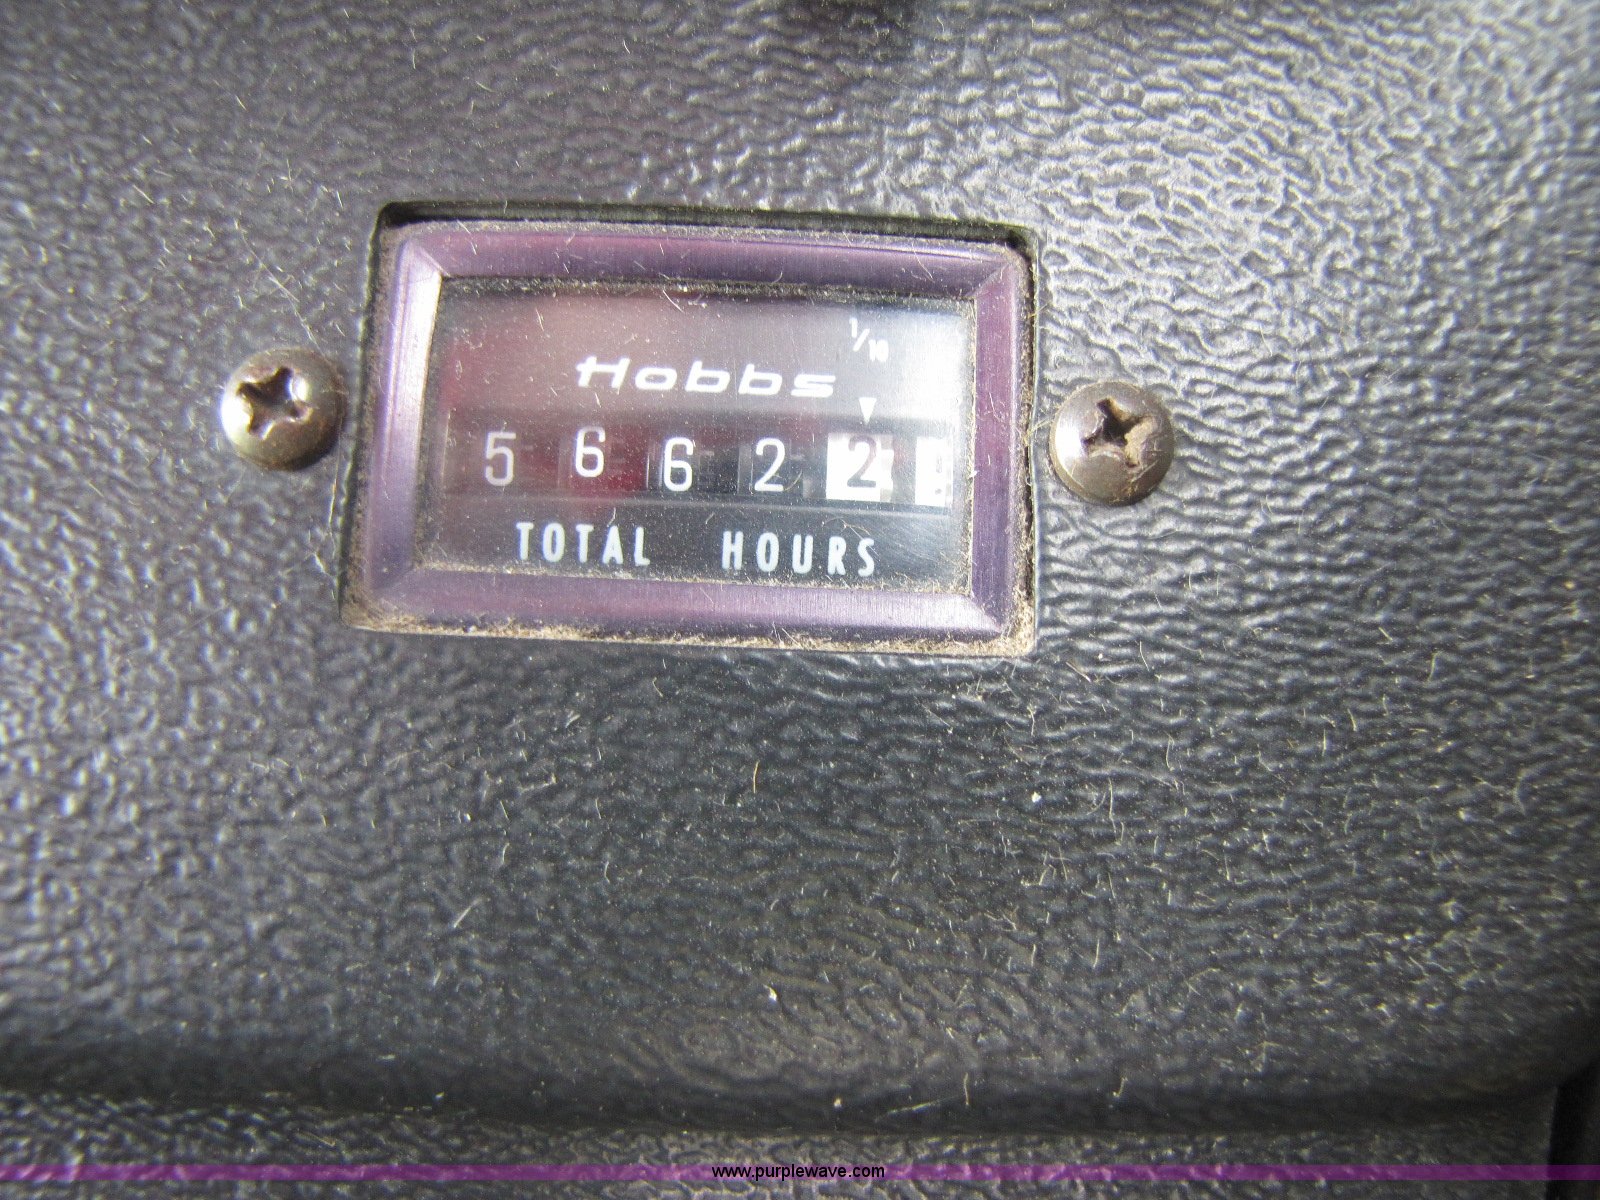 1/10
Hobbs
5 6 6 2 2
TOTAL HOURS
www.purplewave.com